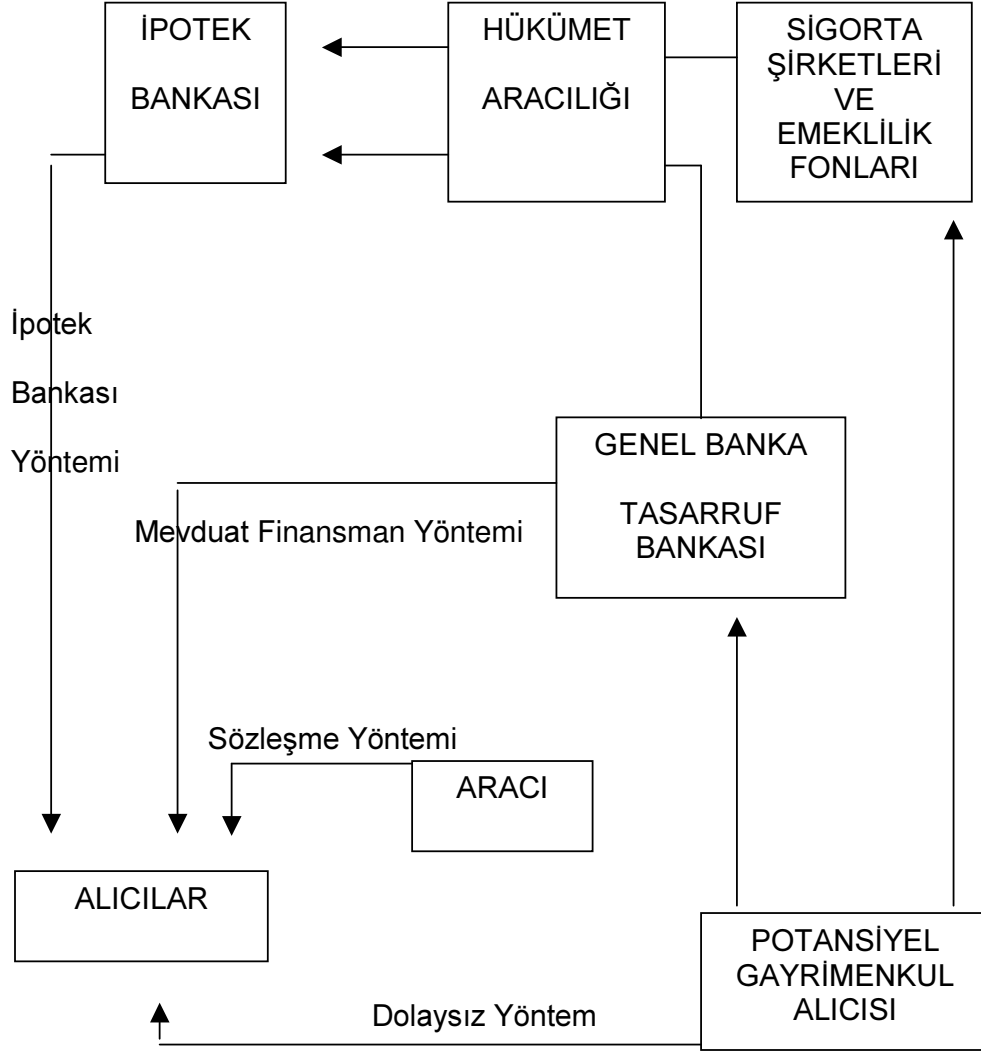 İPOTEK
BANKASI
HÜKÜMET
ARACILIĞI
SİGORTA
ŞİRKETLERİ
VE
EMEKLİLİK
FONLARI
İpotek
Bankası
Yöntemi
GENEL BANKA
TASARRUF
BANKASI
Mevduat Finansman Yöntemi
Sözleşme Yöntemi
ARACI
ALICILAR
POTANSİYEL
GAYRİMENKUL
ALICISI
Dolaysız Yöntem